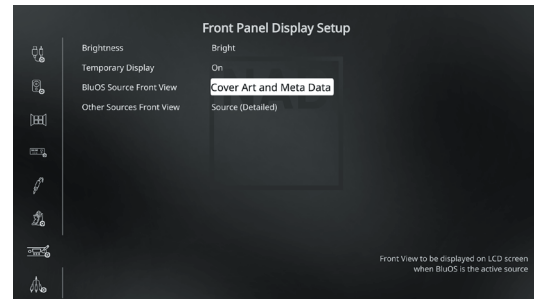 Front Panel Display Setup
Brightness Bright
Temporary Display On
BluOS Source Front View Cover Art and Meta Data
Other Sources Front View Source (Detailed)
NAD
Front View to be displayed on LCD screen
when BluOS is the active source